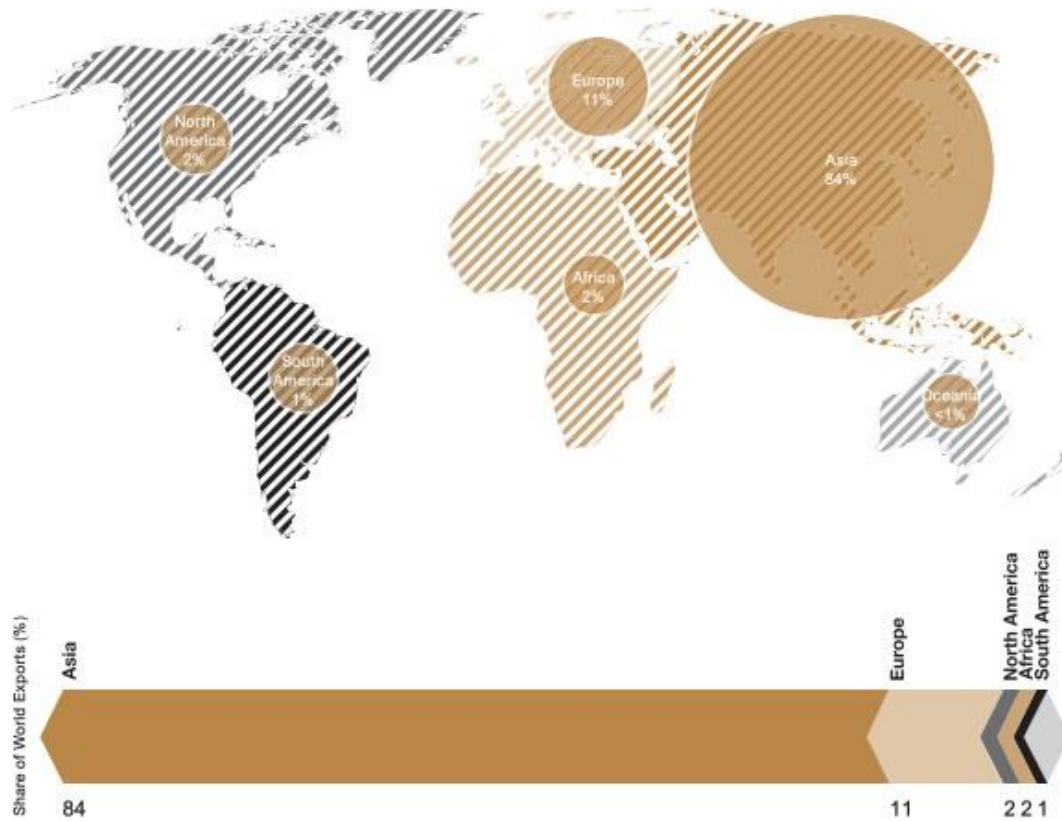 Europe
11%
North
America
2%
Asia
84%
Africa
2%
South
America
1%
Oceania
<1%
Share of World Exports (%)
Asia
Europe
North America
Africa
South America
84
11
2
2
1